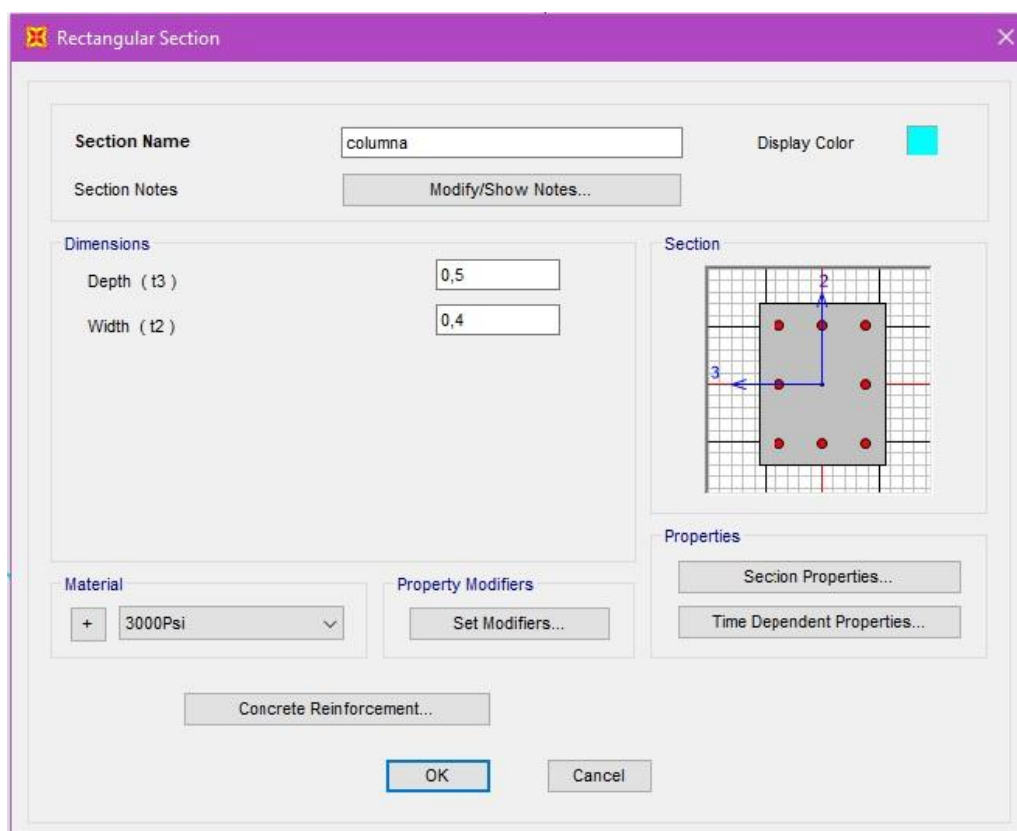 Rectangular Section
Section Name columna Display Color
Section Notes Modify/Show Notes...
Dimensions
Depth ( t3 ) 0,5
Width ( t2 ) 0,4
Section
2
3
Properties
Section Properties...
Time Dependent Properties...
Material
+ 3000Psi
Property Modifiers
Set Modifiers...
Concrete Reinforcement...
OK Cancel